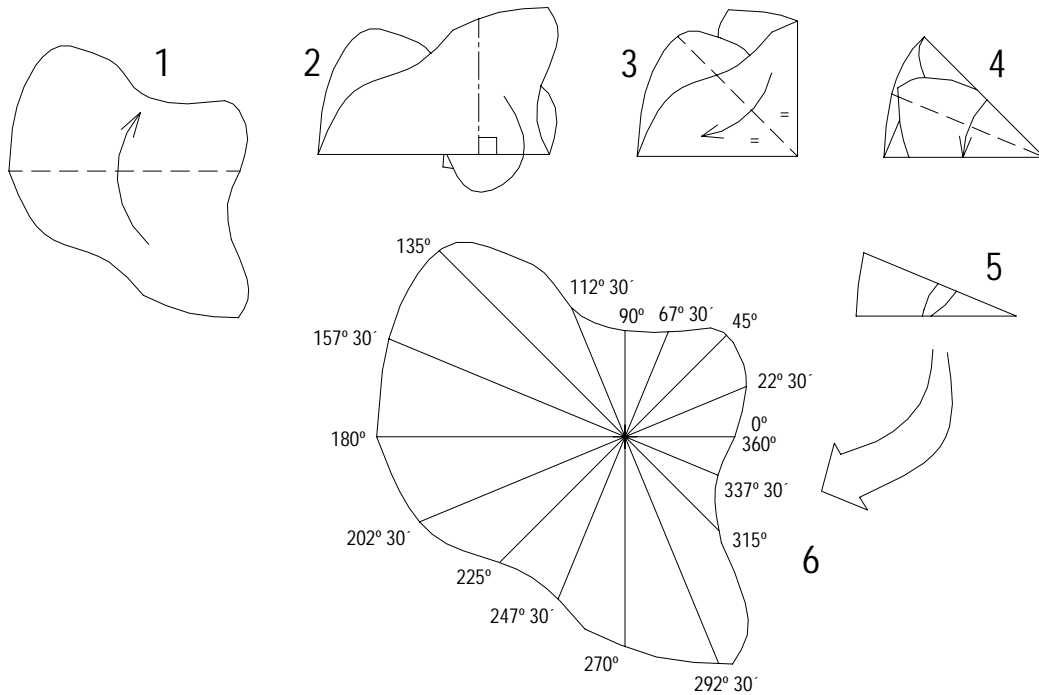 1
2
3
4
=
=
5
135º
112º 30´
90º
67º 30´
45º
157º 30´
22º 30´
0º
180º
360º
337º 30´
202º 30´
315º
225º
6
247º 30´
270º
292º 30´